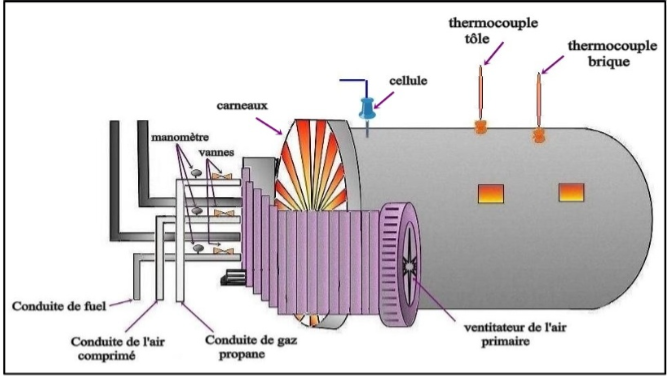 thermocouple
tôle
thermocouple
brique
cellule
carneaux
manomètre
vannes
Conduite de fuel
Conduite de l'air
comprimé
Conduite de gaz
propane
ventitateur de l'air
primaire